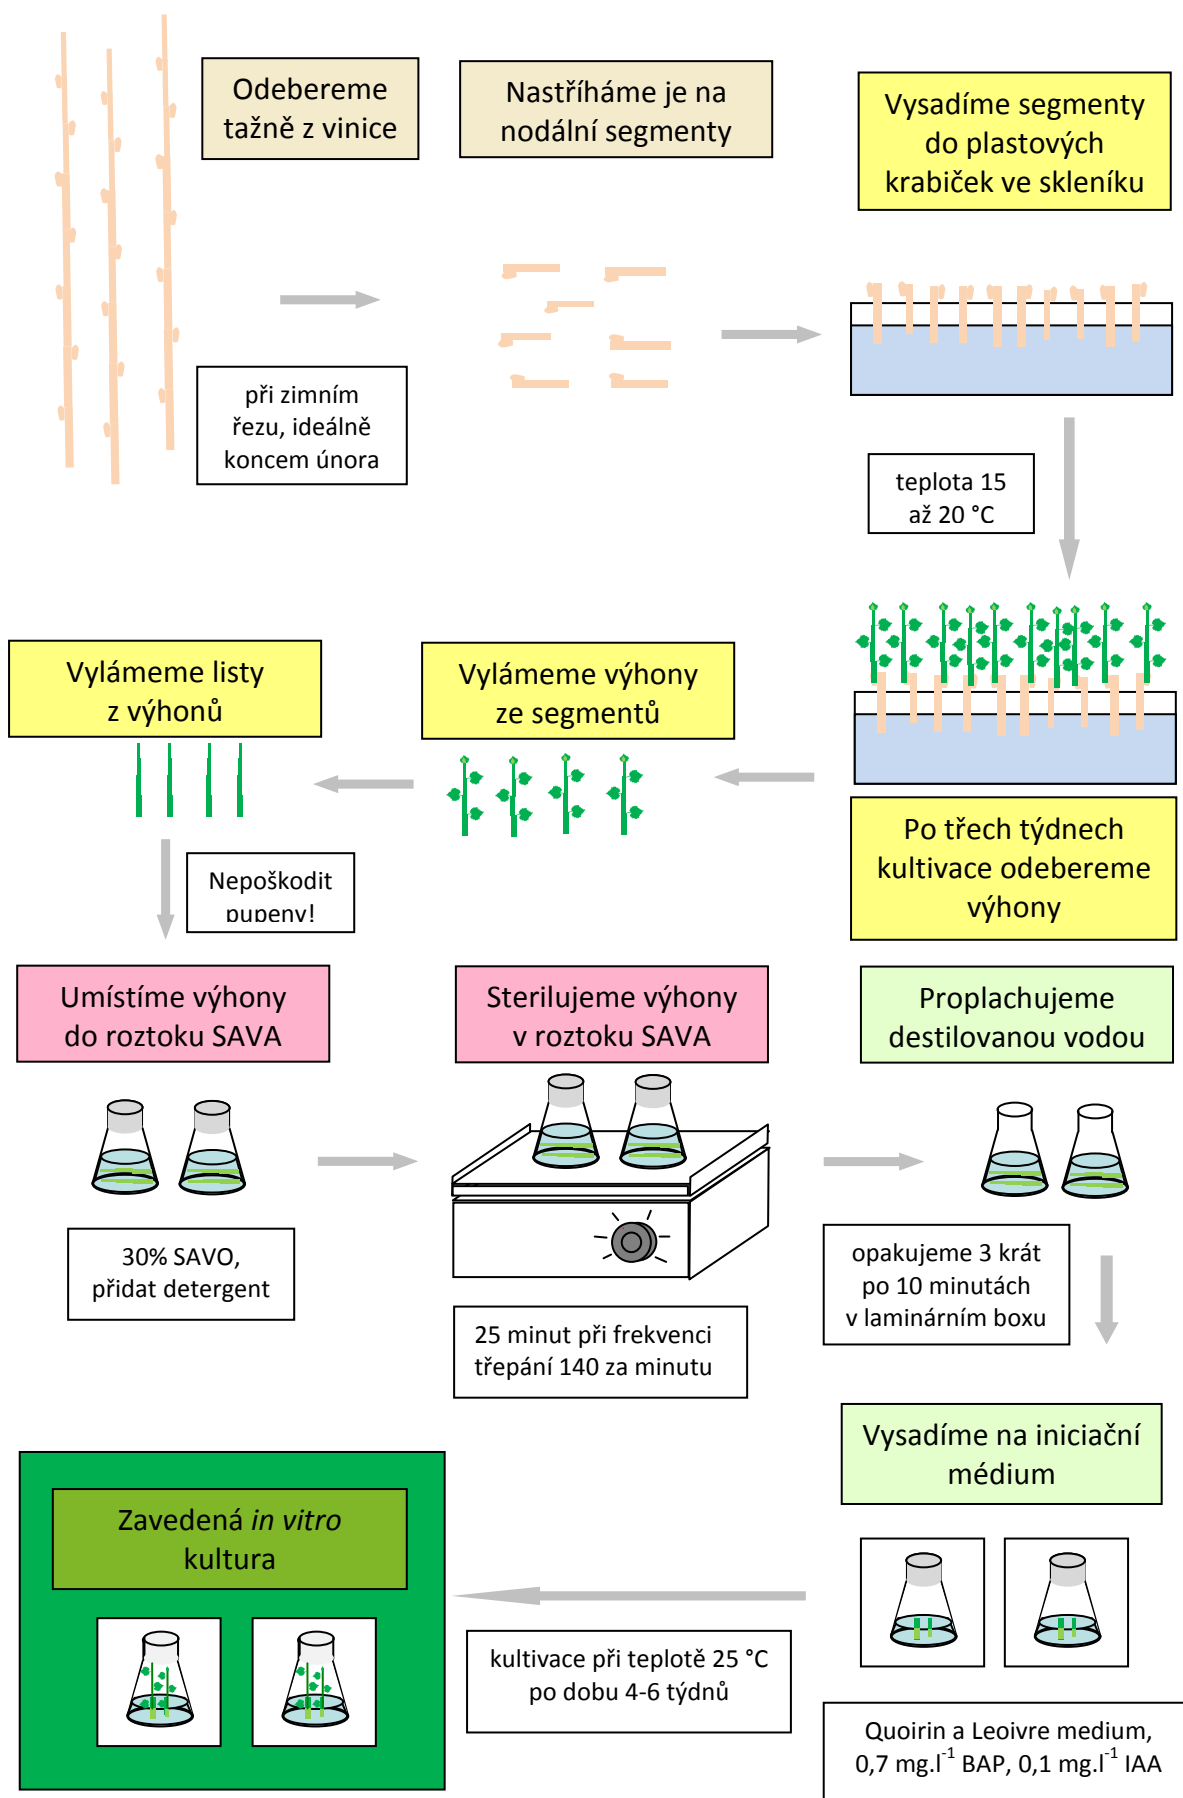 Odebereme
tažně z vinice
Nastříháme je na
nodální segmenty
Vysadíme segmenty
do plastových
krabiček ve skleníku
při zimním
řezu, ideálně
koncem února
teplota 15
až 20 °C
Po třech týdnech
kultivace odebereme
výhony
Vylámeme výhony
ze segmentů
Vylámeme listy
z výhonů
Nepoškodit
pupeny!
Umístíme výhony
do roztoku SAVA
30% SAVO,
přidat detergent
Sterilujeme výhony
v roztoku SAVA
25 minut při frekvenci
třepání 140 za minutu
Proplachujeme
destilovanou vodou
opakujeme 3 krát
po 10 minutách
v laminárním boxu
Vysadíme na iniciační
médium
Quoirin a Leoivre medium,
0,7 mg.l⁻¹ BAP, 0,1 mg.l⁻¹ IAA
kultivace při teplotě 25 °C
po dobu 4-6 týdnů
Zavedená in vitro
kultura